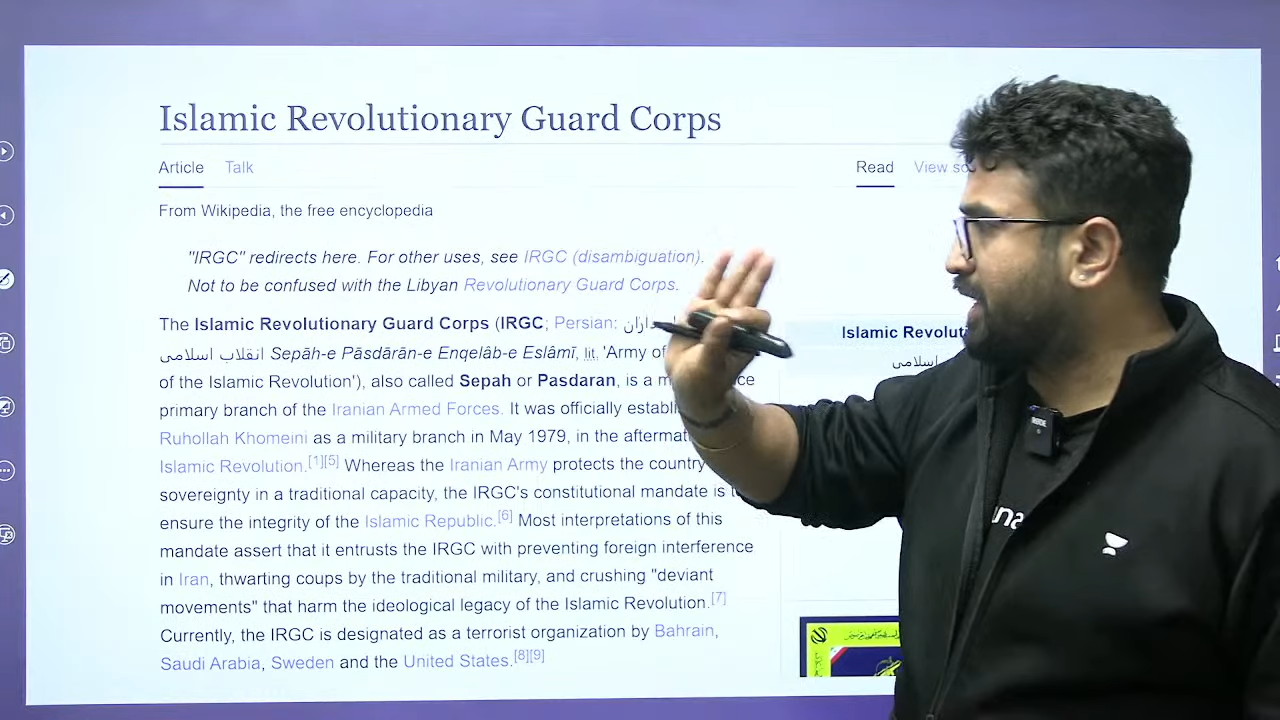 Islamic Revolutionary Guard Corps
Article Talk Read View so
From Wikipedia, the free encyclopedia
"IRGC" redirects here. For other uses, see IRGC (disambiguation).
Not to be confused with the Libyan Revolutionary Guard Corps.
The Islamic Revolutionary Guard Corps (IRGC; Persian:
انقلاب اسلامی Sepāh-e Pāsdārān-e Enqelâb-e Eslâmī, lit. 'Army of
of the Islamic Revolution'), also called Sepah or Pasdaran, is a
primary branch of the Iranian Armed Forces. It was officially establi
Ruhollah Khomeini as a military branch in May 1979, in the aftermat
Islamic Revolution.[1][5] Whereas the Iranian Army protects the country
sovereignty in a traditional capacity, the IRGC's constitutional mandate is
ensure the integrity of the Islamic Republic.[6] Most interpretations of this
mandate assert that it entrusts the IRGC with preventing foreign interference
in Iran, thwarting coups by the traditional military, and crushing "deviant
movements" that harm the ideological legacy of the Islamic Revolution.[7]
Currently, the IRGC is designated as a terrorist organization by Bahrain,
Saudi Arabia, Sweden and the United States.[8][9]
Islamic Revoluti
اسلامی
una